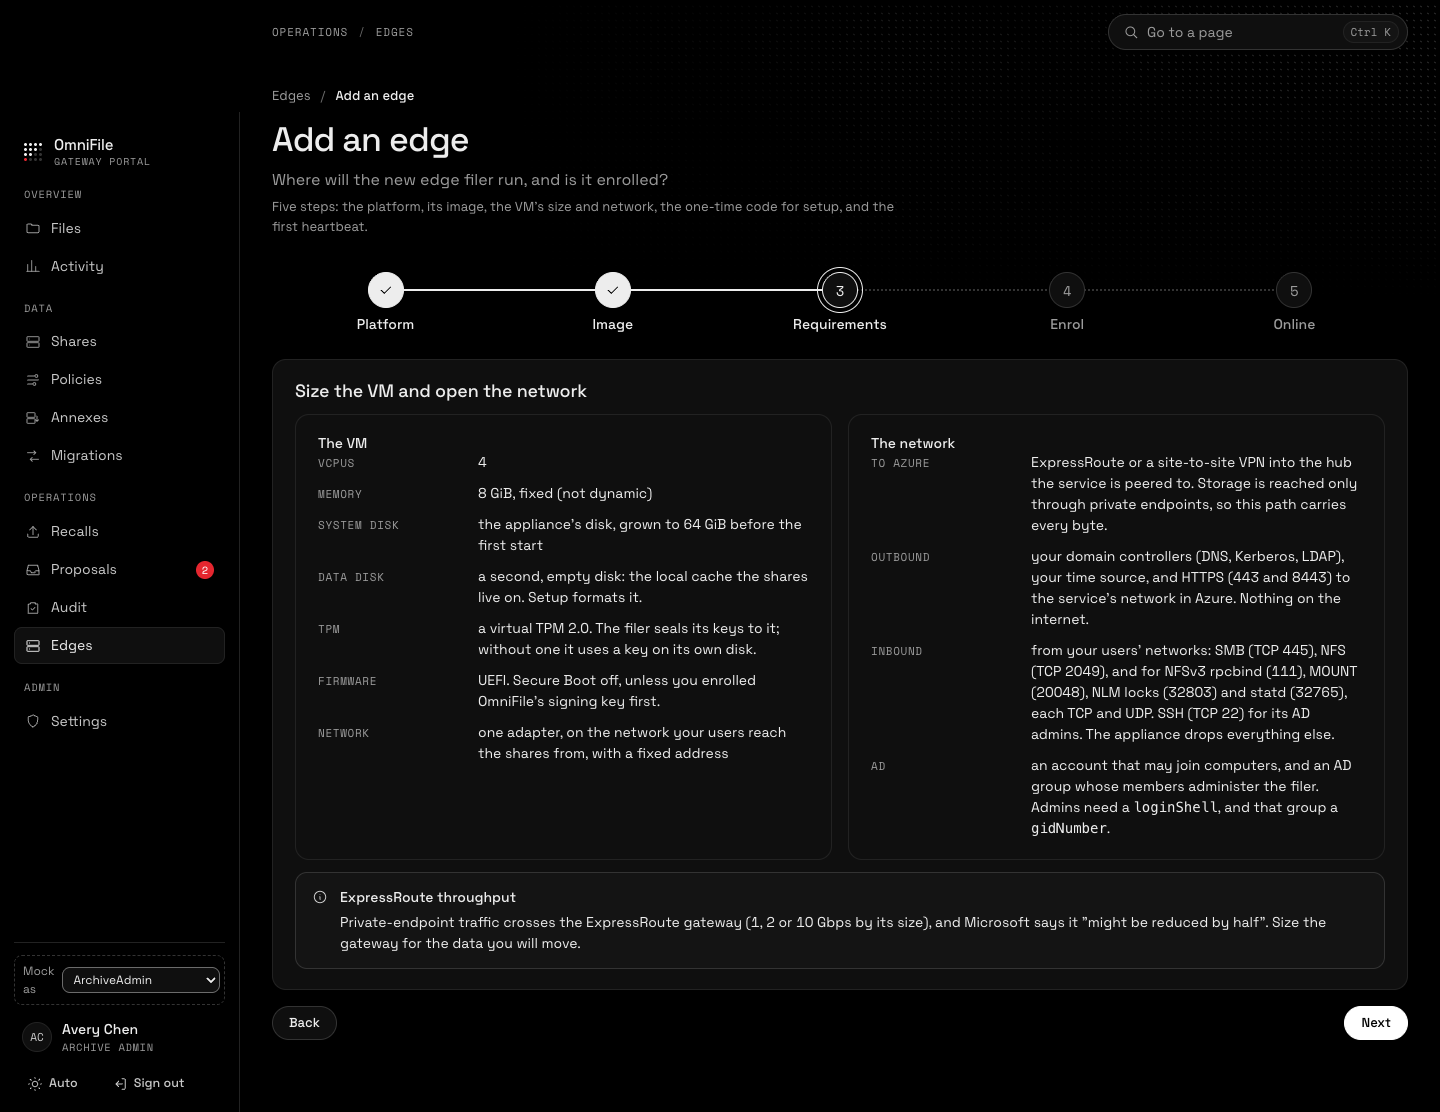 OPERATIONS / EDGES
Go to a page
Ctrl K
Edges / Add an edge
Add an edge
Where will the new edge filer run, and is it enrolled?
Five steps: the platform, its image, the VM's size and network, the one-time code for setup, and the
first heartbeat.
OmniFile
GATEWAY PORTAL
OVERVIEW
Files
Activity
DATA
Shares
Policies
Annexes
Migrations
OPERATIONS
Recalls
Proposals
2
Audit
Edges
ADMIN
Settings
Mock
as
ArchiveAdmin
AC
Avery Chen
ARCHIVE ADMIN
Auto
Sign out
3
4
5
Platform
Image
Requirements
Enrol
Online
Size the VM and open the network
The VM
VCPUS
4
MEMORY
8 GiB, fixed (not dynamic)
SYSTEM DISK
the appliance's disk, grown to 64 GiB before the
first start
DATA DISK
a second, empty disk: the local cache the shares
live on. Setup formats it.
TPM
a virtual TPM 2.0. The filer seals its keys to it;
without one it uses a key on its own disk.
FIRMWARE
UEFI. Secure Boot off, unless you enrolled
OmniFile's signing key first.
NETWORK
one adapter, on the network your users reach
the shares from, with a fixed address
The network
TO AZURE
ExpressRoute or a site-to-site VPN into the hub
the service is peered to. Storage is reached only
through private endpoints, so this path carries
every byte.
OUTBOUND
your domain controllers (DNS, Kerberos, LDAP),
your time source, and HTTPS (443 and 8443) to
the service's network in Azure. Nothing on the
internet.
INBOUND
from your users' networks: SMB (TCP 445), NFS
(TCP 2049), and for NFSv3 rpcbind (111), MOUNT
(20048), NLM locks (32803) and statd (32765),
each TCP and UDP. SSH (TCP 22) for its AD
admins. The appliance drops everything else.
AD
an account that may join computers, and an AD
group whose members administer the filer.
Admins need a loginShell, and that group a
gidNumber.
ExpressRoute throughput
Private-endpoint traffic crosses the ExpressRoute gateway (1, 2 or 10 Gbps by its size), and Microsoft says it "might be reduced by half". Size the
gateway for the data you will move.
Back
Next